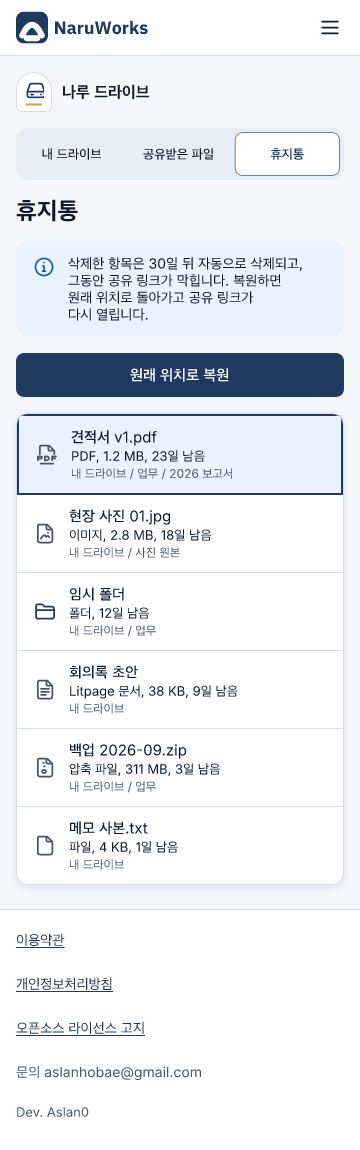 NaruWorks
나루 드라이브
내 드라이브
공유받은 파일
휴지통
휴지통
삭제한 항목은 30일 뒤 자동으로 삭제되고,
그동안 공유 링크가 막힙니다. 복원하면
원래 위치로 돌아가고 공유 링크가
다시 열립니다.
원래 위치로 복원
PDF
견적서 v1.pdf
PDF, 1.2 MB, 23일 남음
내 드라이브 / 업무 / 2026 보고서
현장 사진 01.jpg
이미지, 2.8 MB, 18일 남음
내 드라이브 / 사진 원본
임시 폴더
폴더, 12일 남음
내 드라이브 / 업무
회의록 초안
Litpage 문서, 38 KB, 9일 남음
내 드라이브
백업 2026-09.zip
압축 파일, 311 MB, 3일 남음
내 드라이브 / 업무
메모 사본.txt
파일, 4 KB, 1일 남음
내 드라이브
이용약관
개인정보처리방침
오픈소스 라이선스 고지
문의 aslanhobae@gmail.com
Dev. Aslan0